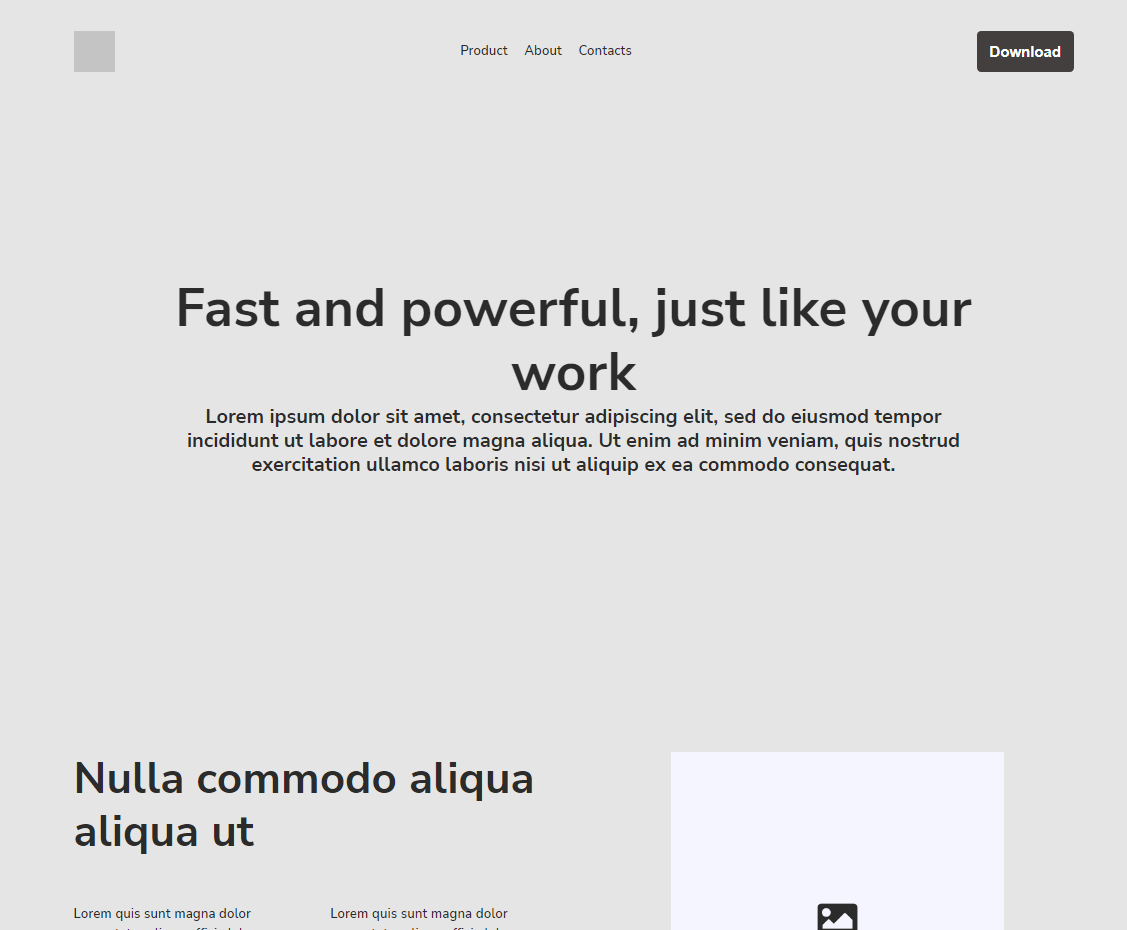 Product About Contacts Download
Fast and powerful, just like your
work
Lorem ipsum dolor sit amet, consectetur adipiscing elit, sed do eiusmod tempor
incididunt ut labore et dolore magna aliqua. Ut enim ad minim veniam, quis nostrud
exercitation ullamco laboris nisi ut aliquip ex ea commodo consequat.
Nulla commodo aliqua
aliqua ut
Lorem quis sunt magna dolor
Lorem quis sunt magna dolor